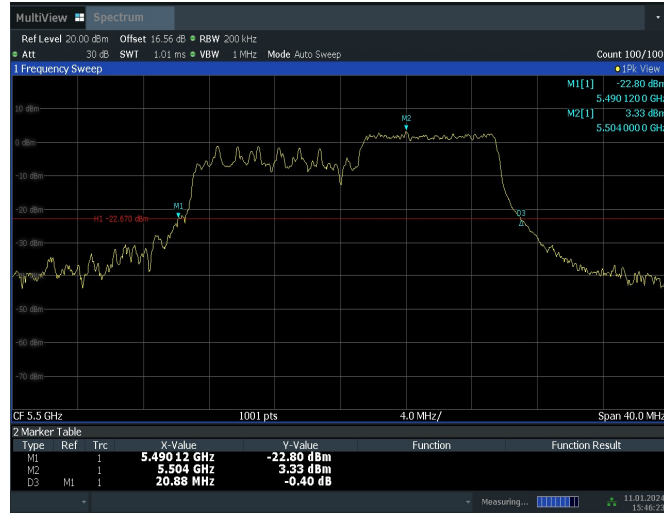 MultiView Spectrum
Ref Level 20.00 dBm Offset 16.56 dB RBW 200 kHz
Att 30 dB SWT 1.01 ms VBW 1 MHz Mode Auto Sweep Count 100/100
1 Frequency Sweep 1Pk View
M1[1] -22.80 dBm
5.490 120 0 GHz
M2[1] 3.33 dBm
5.504 000 0 GHz
10 dBm
M2
0 dBm
-10 dBm
-20 dBm
M1
H1 -22.670 dBm
D3
-30 dBm
-50 dBm
-60 dBm
-70 dBm
CF 5.5 GHz 1001 pts 4.0 MHz/ Span 40.0 MHz
2 Marker Table
Type Ref Trc X-Value Y-Value Function Function Result
M1 1 5.490 12 GHz -22.80 dBm
M2 1 5.504 GHz 3.33 dBm
D3 M1 1 20.88 MHz -0.40 dB
Measuring... 11.01.2024
15:46:23